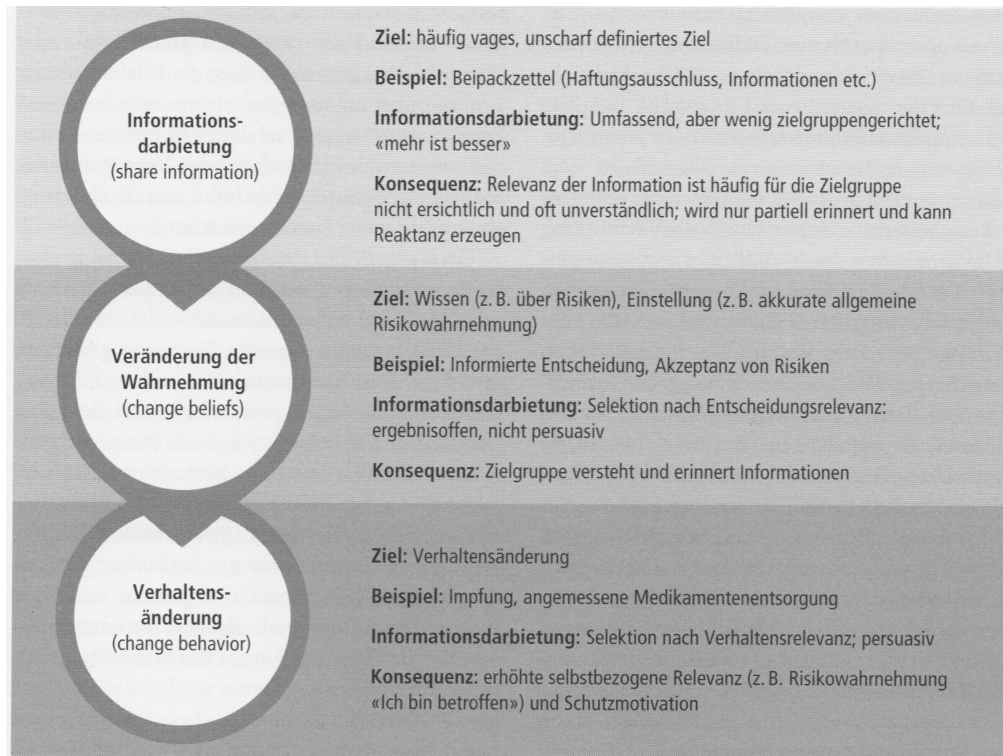 Informations-
darbietung
(share information)
Ziel: häufig vages, unscharf definiertes Ziel
Beispiel: Beipackzettel (Haftungsausschluss, Informationen etc.)
Informationsdarbietung: Umfassend, aber wenig zielgruppengerichtet;
«mehr ist besser»
Konsequenz: Relevanz der Information ist häufig für die Zielgruppe
nicht ersichtlich und oft unverständlich; wird nur partiell erinnert und kann
Reaktanz erzeugen
Veränderung der
Wahrnehmung
(change beliefs)
Ziel: Wissen (z. B. über Risiken), Einstellung (z. B. akkurate allgemeine
Risikowahrnehmung)
Beispiel: Informierte Entscheidung, Akzeptanz von Risiken
Informationsdarbietung: Selektion nach Entscheidungsrelevanz:
ergebnisoffen, nicht persuasiv
Konsequenz: Zielgruppe versteht und erinnert Informationen
Verhaltens-
änderung
(change behavior)
Ziel: Verhaltensänderung
Beispiel: Impfung, angemessene Medikamentenentsorgung
Informationsdarbietung: Selektion nach Verhaltensrelevanz; persuasiv
Konsequenz: erhöhte selbstbezogene Relevanz (z. B. Risikowahrnehmung
«Ich bin betroffen») und Schutzmotivation